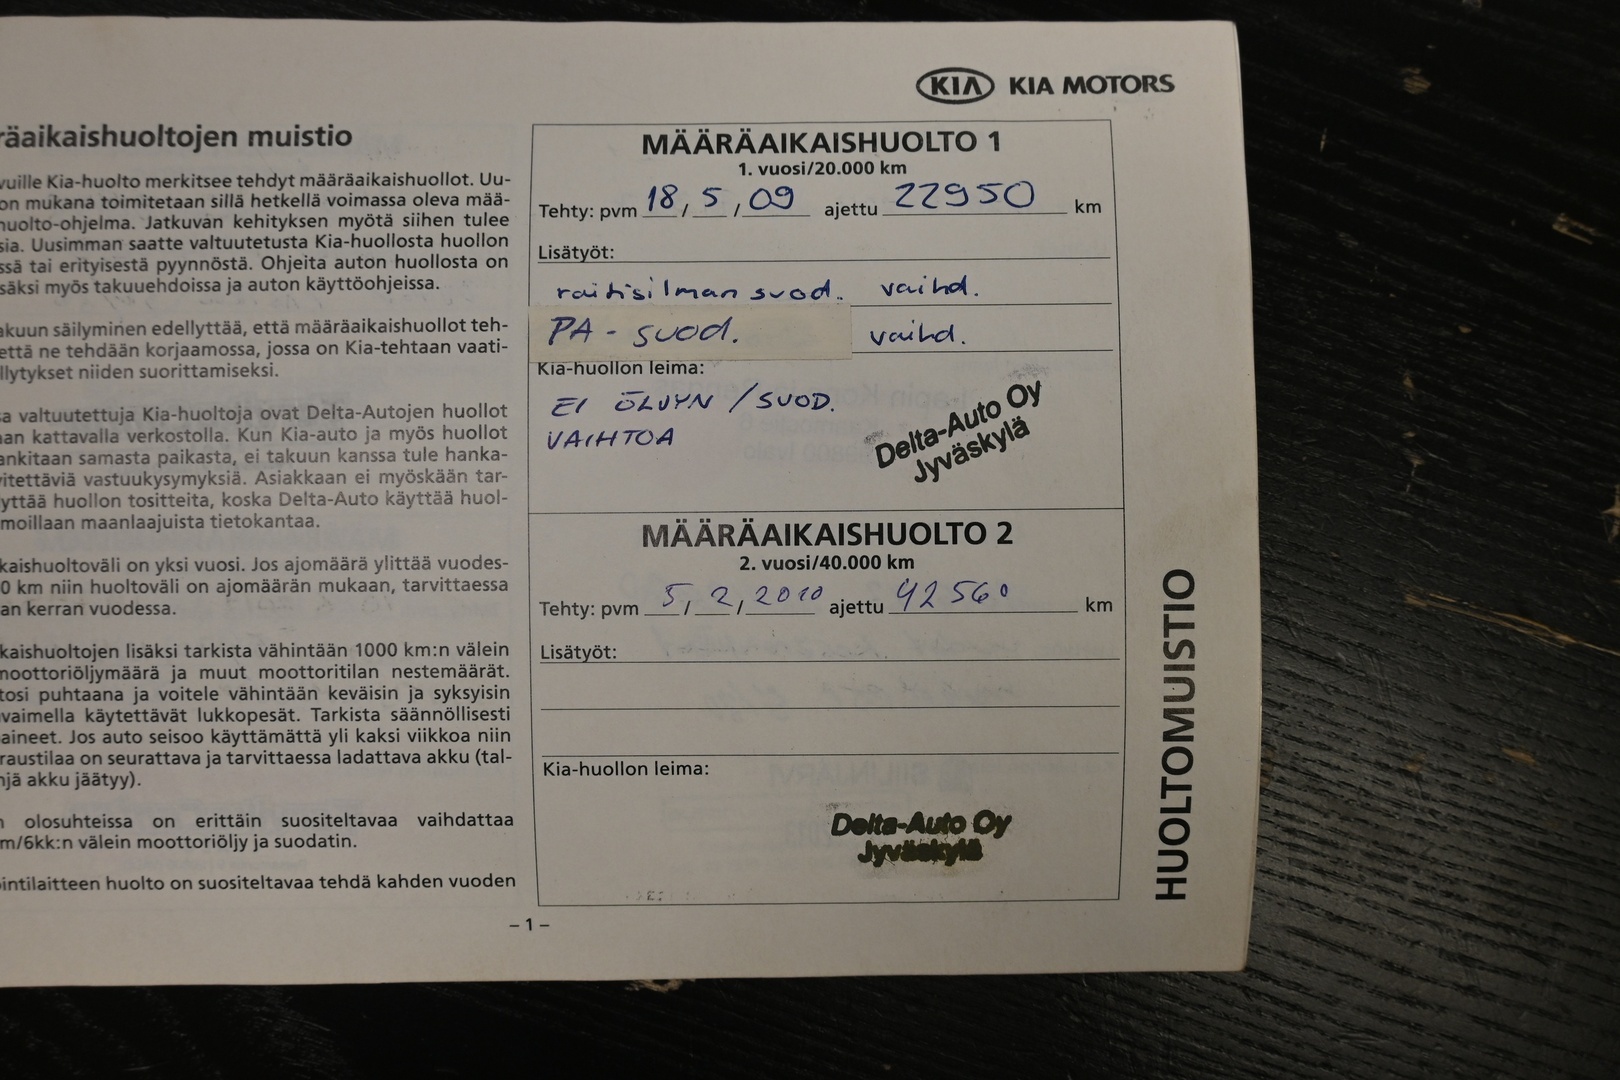 KIA KIA MOTORS
räaikaishuoltojen muistio
vuille Kia-huolto merkitsee tehdyt määräaikaishuollot. Uu-
on mukana toimitetaan sillä hetkellä voimassa oleva mää-
huolto-ohjelma. Jatkuvan kehityksen myötä siihen tulee
sia. Uusimman saatte valtuutetusta Kia-huollosta huollon
ssä tai erityisestä pyynnöstä. Ohjeita auton huollosta on
säksi myös takuuehdoissa ja auton käyttöohjeissa.
akuun säilyminen edellyttää, että määräaikaishuollot teh-
että ne tehdään korjaamossa, jossa on Kia-tehtaan vaati-
llytykset niiden suorittamiseksi.
sa valtuutettuja Kia-huoltoja ovat Delta-Autojen huollot
aan kattavalla verkostolla. Kun Kia-auto ja myös huollot
ankitaan samasta paikasta, ei takuun kanssa tule hanka-
vitettäviä vastuukysymyksiä. Asiakkaan ei myöskään tar-
yttää huollon tositteita, koska Delta-Auto käyttää huol-
moillaan maanlaajuista tietokantaa.
kaishuoltoväli on yksi vuosi. Jos ajomäärä ylittää vuodes-
0 km niin huoltoväli on ajomäärän mukaan, tarvittaessa
an kerran vuodessa.
kaishuoltojen lisäksi tarkista vähintään 1000 km:n välein
moottoriöljymäärä ja muut moottoritilan nestemäärät.
tosi puhtaana ja voitele vähintään keväisin ja syksyisin
vaimella käytettävät lukkopesät. Tarkista säännöllisesti
aineet. Jos auto seisoo käyttämättä yli kaksi viikkoa niin
raustilaa on seurattava ja tarvittaessa ladattava akku (tal-
njä akku jäätyy).
n olosuhteissa on erittäin suositeltavaa vaihdattaa
m/6kk:n välein moottoriöljy ja suodatin.
ointilaitteen huolto on suositeltavaa tehdä kahden vuoden
MÄÄRÄAIKAISHUOLTO 1
1. vuosi/20.000 km
Tehty: pvm 18/5/09 ajettu 22950 km
Lisätyöt:
raitisilman suod. vaihd.
PA-suod. vaihd.
Kia-huollon leima:
EI ÖLJYN/SUOD.
VAIHTOA
Delta-Auto Oy
Jyväskylä
MÄÄRÄAIKAISHUOLTO 2
2. vuosi/40.000 km
Tehty: pvm 5/2/2010 ajettu 42560 km
Lisätyöt:
Kia-huollon leima:
Delta-Auto Oy
Jyväskylä
– 1 –
HUOLTOMUISTIO